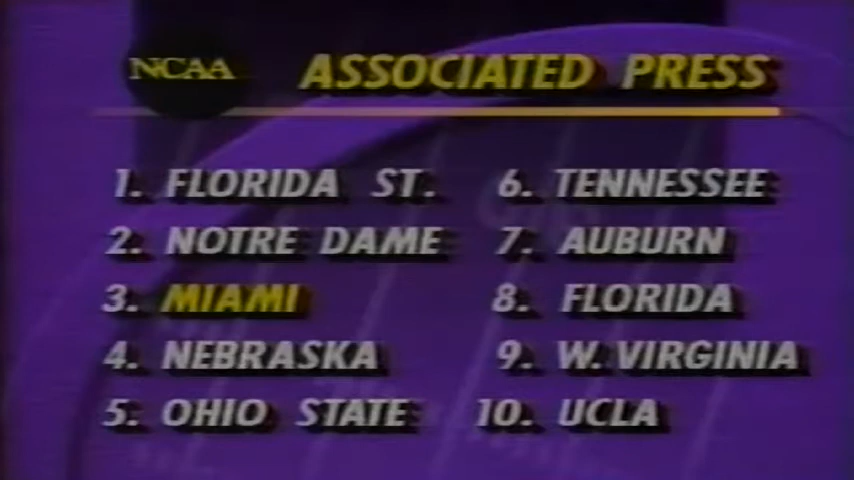 NCAA ASSOCIATED PRESS
1. FLORIDA ST.
2. NOTRE DAME
3. MIAMI
4. NEBRASKA
5. OHIO STATE
6. TENNESSEE
7. AUBURN
8. FLORIDA
9. W. VIRGINIA
10. UCLA